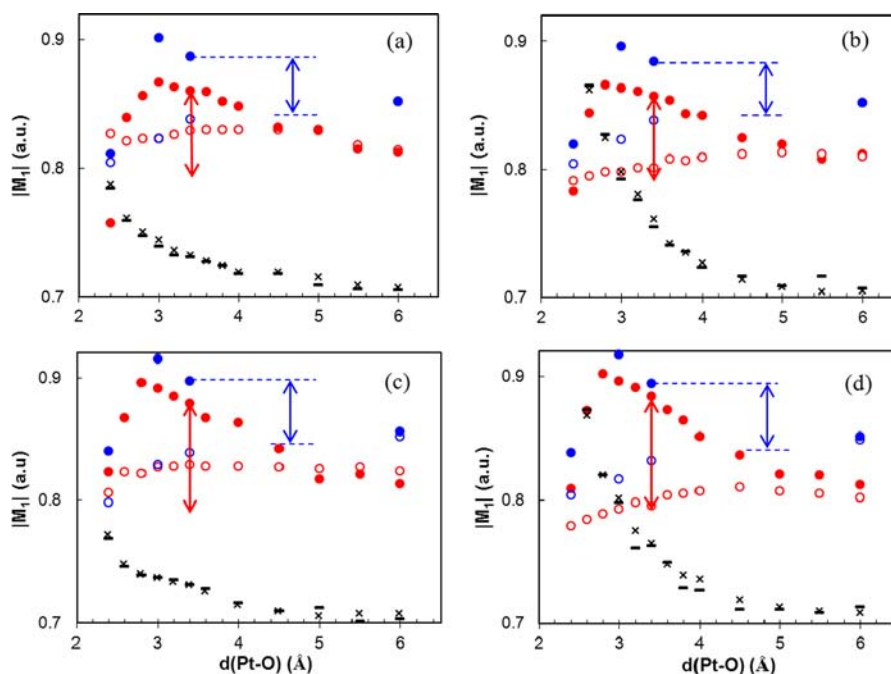 (a)
0.9
0.8
0.7
|M₁| (a.u.)
2 3 4 5 6
(b)
0.9
0.8
0.7
|M₁| (a.u.)
2 3 4 5 6
(c)
0.9
0.8
0.7
|M₁| (a.u)
2 3 4 5 6
d(Pt-O) (Å)
(d)
0.9
0.8
0.7
|M₁| (a.u.)
2 3 4 5 6
d(Pt-O) (Å)